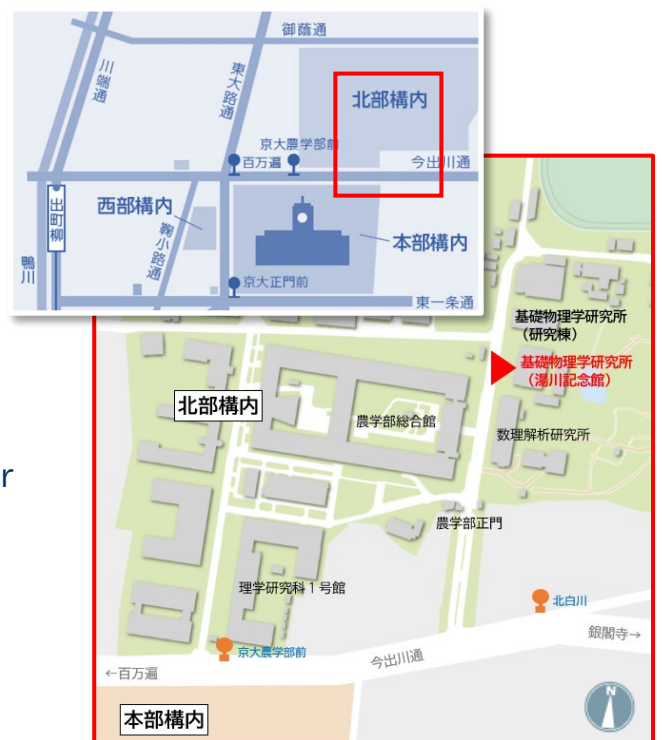 御蔭通
川端通
東大路通
北部構内
京大農学部前
百万遍
今出川通
出町柳
西部構内
鞠小路通
本部構内
鴨川
京大正門前
東一条通
基礎物理学研究所
（研究棟）
基礎物理学研究所
（湯川記念館）
北部構内
農学部総合館
数理解析研究所
r
農学部正門
理学研究科１号館
北白川
銀閣寺→
京大農学部前
今出川通
←百万遍
本部構内
N